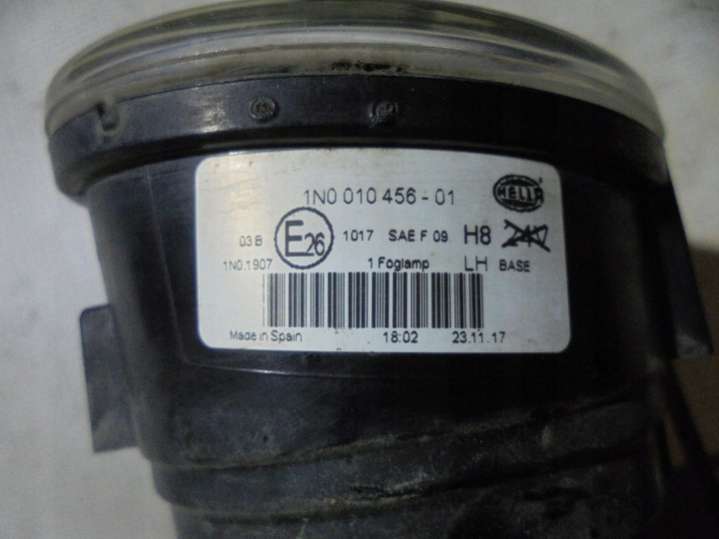 1N0 010 456 - 01
HELLA
03 B E26 1017 SAE F 09 H8
1N0.1907 1 Foglamp LH BASE
Made in Spain 18:02 23.11.17